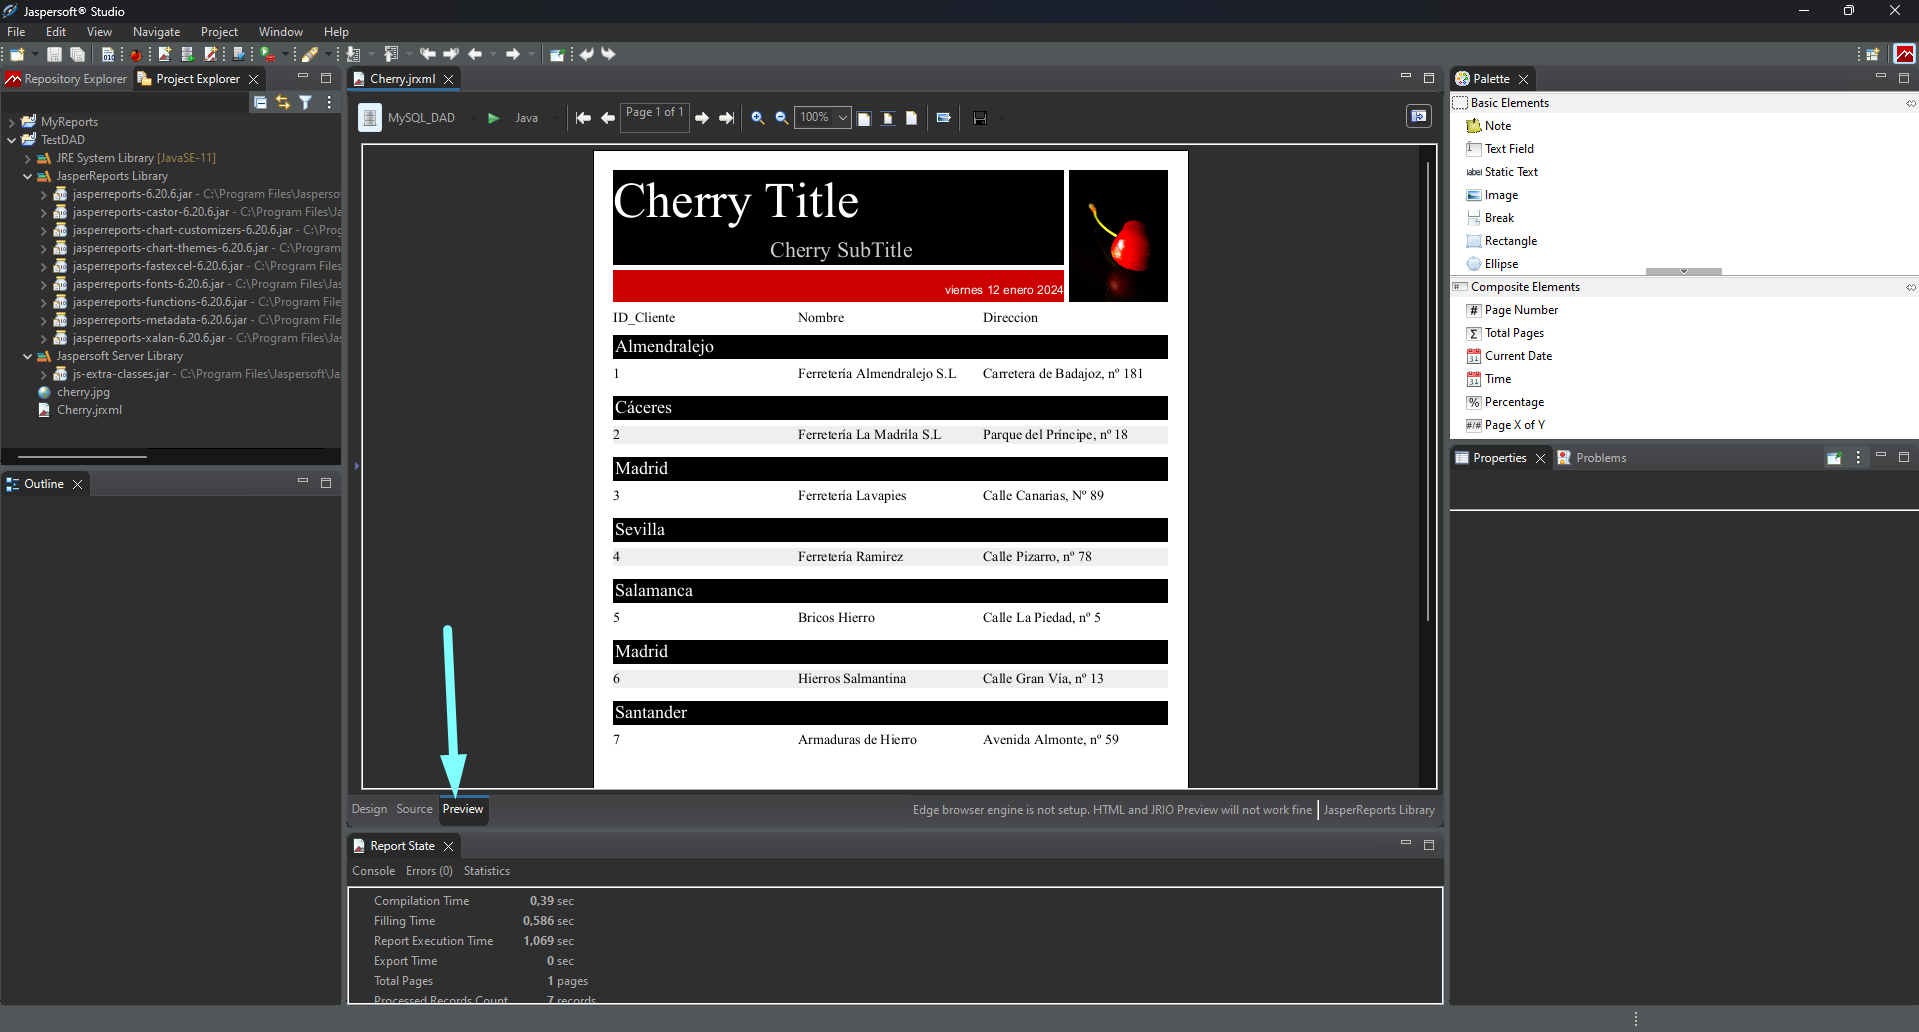 Jaspersoft® Studio
File Edit View Navigate Project Window Help
Repository Explorer Project Explorer
MyReports
TestDAD
JRE System Library [JavaSE-11]
JasperReports Library
jasperreports-6.20.6.jar - C:\Program Files\Jasperso
jasperreports-castor-6.20.6.jar - C:\Program Files\Ja
jasperreports-chart-customizers-6.20.6.jar - C:\Prog
jasperreports-chart-themes-6.20.6.jar - C:\Program
jasperreports-fastexcel-6.20.6.jar - C:\Program Files
jasperreports-fonts-6.20.6.jar - C:\Program Files\Jas
jasperreports-functions-6.20.6.jar - C:\Program File
jasperreports-metadata-6.20.6.jar - C:\Program File
jasperreports-xalan-6.20.6.jar - C:\Program Files\Jas
Jaspersoft Server Library
js-extra-classes.jar - C:\Program Files\Jaspersoft\Ja
cherry.jpg
Cherry.jrxml
Outline
Cherry.jrxml
MySQL_DAD Java Page 1 of 1 100%
Cherry Title
Cherry SubTitle
viernes 12 enero 2024
ID_Cliente Nombre Direccion
Almendralejo
1 Ferretería Almendralejo S.L Carretera de Badajoz, nº 181
Cáceres
2 Ferretería La Madrila S.L Parque del Príncipe, nº 18
Madrid
3 Ferretería Lavapies Calle Canarias, Nº 89
Sevilla
4 Ferretería Ramirez Calle Pizarro, nº 78
Salamanca
5 Bricos Hierro Calle La Piedad, nº 5
Madrid
6 Hierros Salmantina Calle Gran Vía, nº 13
Santander
7 Armaduras de Hierro Avenida Almonte, nº 59
Design Source Preview
Edge browser engine is not setup. HTML and JRIO Preview will not work fine JasperReports Library
Report State
Console Errors (0) Statistics
Compilation Time 0,39 sec
Filling Time 0,586 sec
Report Execution Time 1,069 sec
Export Time 0 sec
Total Pages 1 pages
Processed Records Count 7 records
Palette
Basic Elements
Note
Text Field
label Static Text
Image
Break
Rectangle
Ellipse
Composite Elements
# Page Number
Σ Total Pages
31 Current Date
31 Time
% Percentage
#/# Page X of Y
Properties Problems